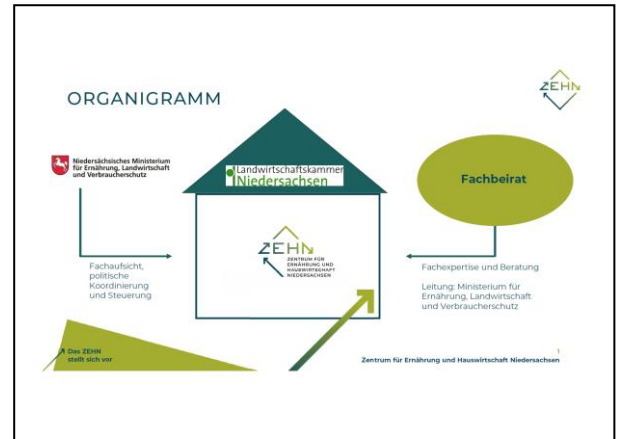 ORGANIGRAMM
ZEHN
Niedersächsisches Ministerium
für Ernährung, Landwirtschaft
und Verbraucherschutz
Landwirtschaftskammer
Niedersachsen
Fachbeirat
ZEHN
ZENTRUM FÜR
ERNÄHRUNG UND
HAUSWIRTSCHAFT
NIEDERSACHSEN
Fachaufsicht,
politische
Koordinierung
und Steuerung
Fachexpertise und Beratung
Leitung: Ministerium für
Ernährung, Landwirtschaft
und Verbraucherschutz
Das ZEHN
stellt sich vor
1
Zentrum für Ernährung und Hauswirtschaft Niedersachsen